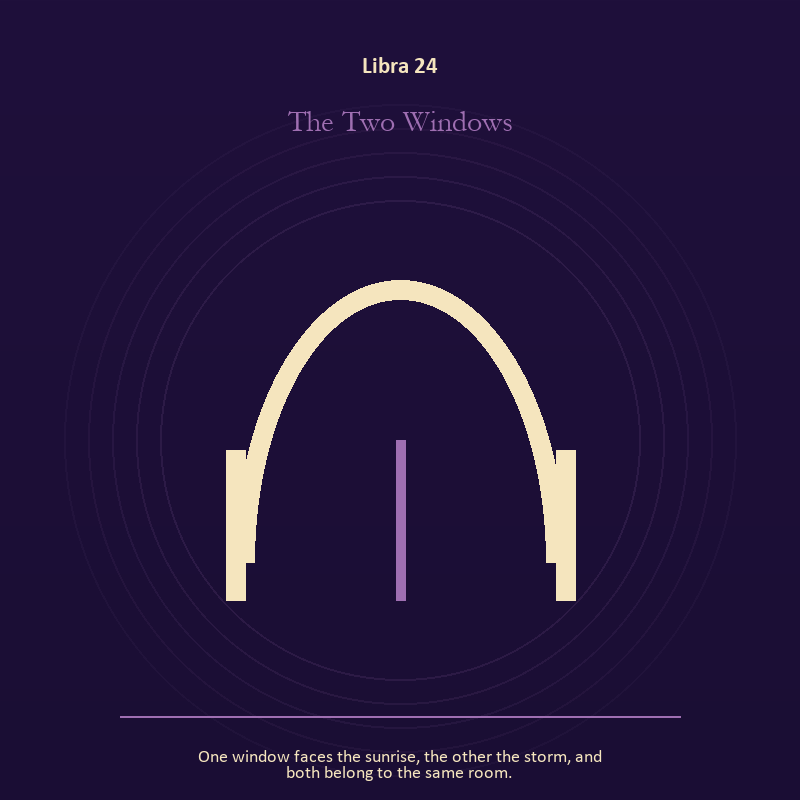 Libra 24
The Two Windows
One window faces the sunrise, the other the storm, and
both belong to the same room.